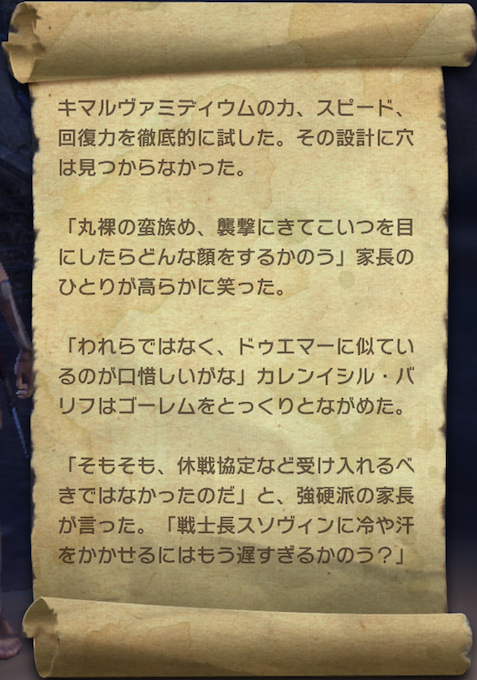 キマルヴァミディウムの力、スピード、
回復力を徹底的に試した。その設計に穴
は見つからなかった。
「丸裸の蛮族め、襲撃にきてこいつを目
にしたらどんな顔をするかのう」家長の
ひとりが高らかに笑った。
「われらではなく、ドゥエマーに似てい
るのが口惜しいがな」カレンイシル・バ
リフはゴーレムをとっくりとながめた。
「そもそも、休戦協定など受け入れるべ
きではなかったのだ」と、強硬派の家長
が言った。「戦士長スソヴィンに冷や汗
をかかせるにはもう遅すぎるかのう？」